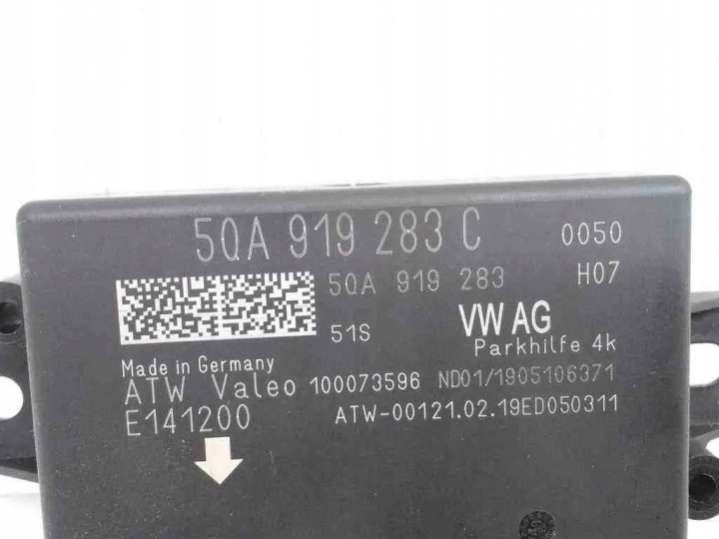 5QA 919 283 C 0050
5QA 919 283 H07
51S VW AG
Parkhilfe 4k
Made in Germany
ATW Valeo 100073596 ND01/1905106371
E141200 ATW-00121.02.19ED050311